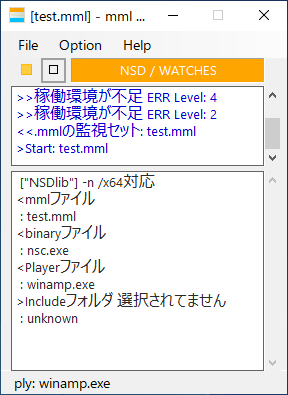 [test.mml] - mml ...
File Option Help
NSD / WATCHES
>>稼働環境が不足 ERR Level: 4
>>稼働環境が不足 ERR Level: 2
<<.mmlの監視セット: test.mml
>Start: test.mml
["NSDlib"] -n /x64対応
<mmlファイル
: test.mml
<binaryファイル
: nsc.exe
<Playerファイル
: winamp.exe
>Includeフォルダ 選択されてません
: unknown
ply: winamp.exe